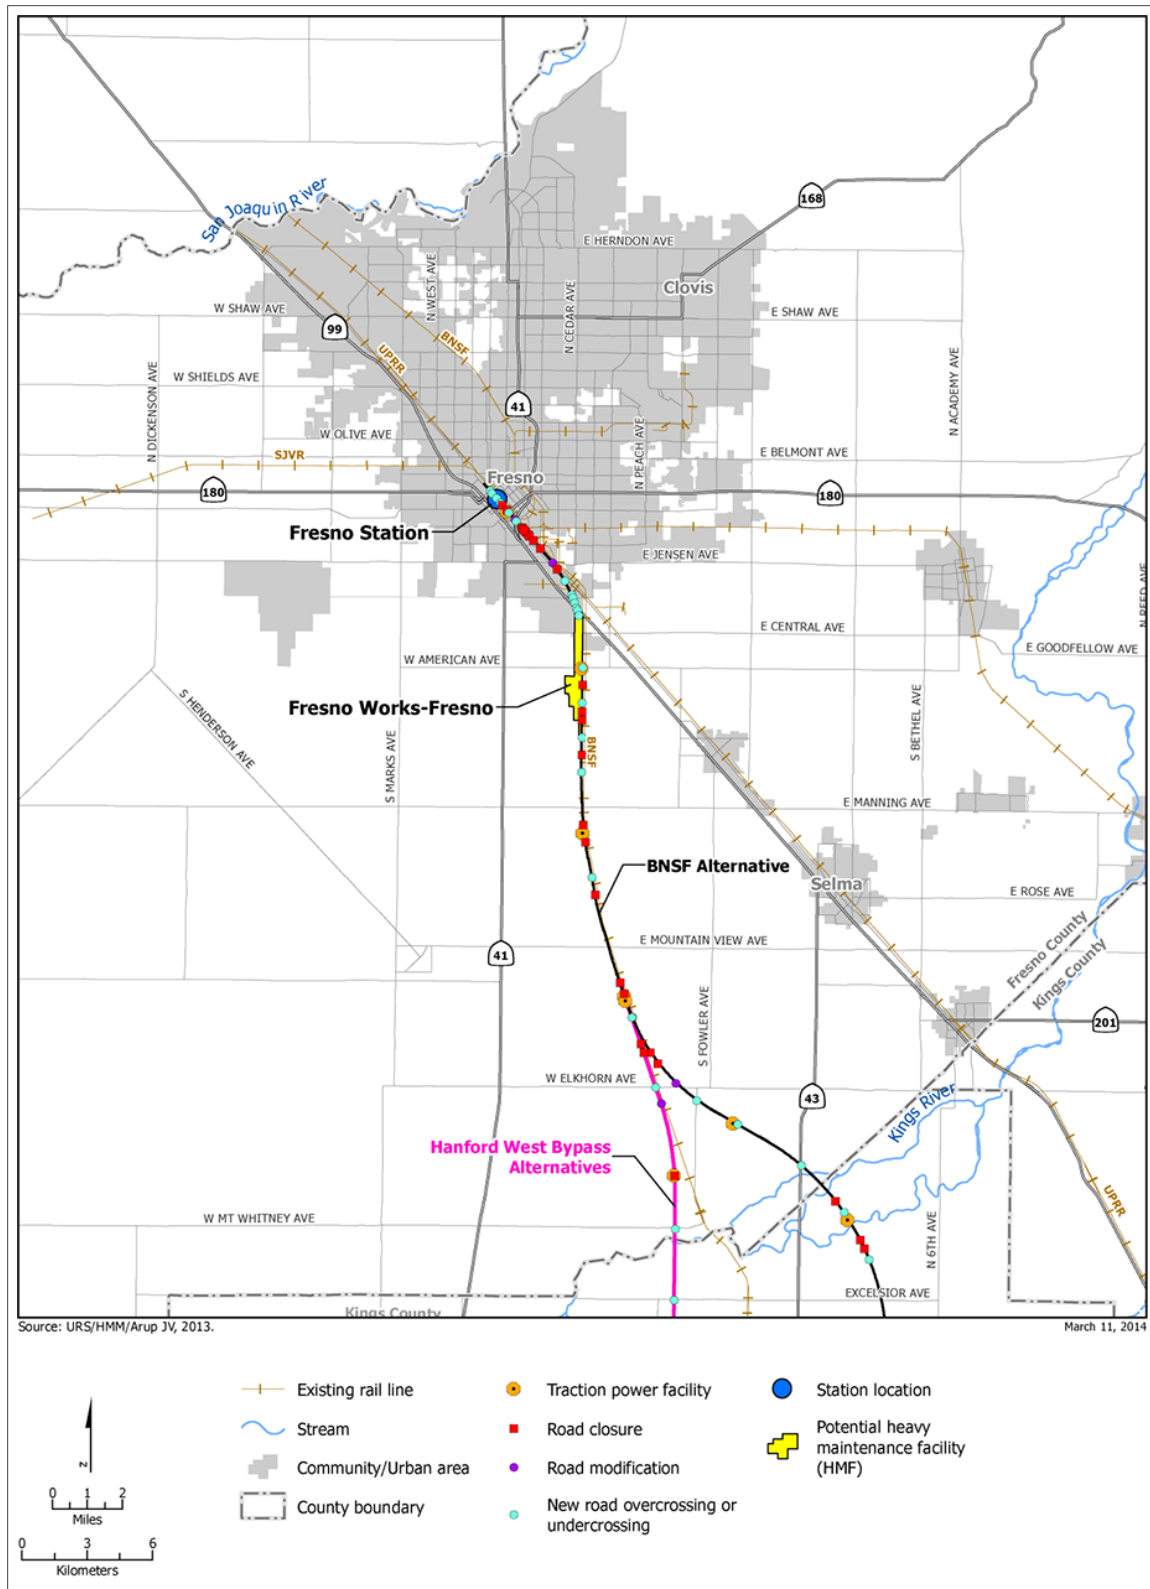 San Joaquin River
168
E HERNDON AVE
Clovis
N WEST AVE
N CEDAR AVE
W SHAW AVE
E SHAW AVE
99
BNSF
UPRR
W SHIELDS AVE
N DICKENSON AVE
N ACADEMY AVE
41
W OLIVE AVE
N PEACH AVE
E BELMONT AVE
SJVR
Fresno
180
180
Fresno Station
E JENSEN AVE
N REED AVE
E CENTRAL AVE
E GOODFELLOW AVE
W AMERICAN AVE
S HENDERSON AVE
Fresno Works-Fresno
S MARKS AVE
BNSF
S BETHEL AVE
E MANNING AVE
BNSF Alternative
Selma
E ROSE AVE
E MOUNTAIN VIEW AVE
41
Fresno County
Kings County
S FOWLER AVE
201
W ELKHORN AVE
43
Kings River
Hanford West Bypass
Alternatives
UPRR
W MT WHITNEY AVE
N 6TH AVE
EXCELSIOR AVE
Kings County
Source: URS/HMM/Arup JV, 2013.
March 11, 2014
Existing rail line
Stream
Community/Urban area
County boundary
Traction power facility
Road closure
Road modification
New road overcrossing or
undercrossing
Station location
Potential heavy
maintenance facility
(HMF)
N
0 1 2
Miles
0 3 6
Kilometers